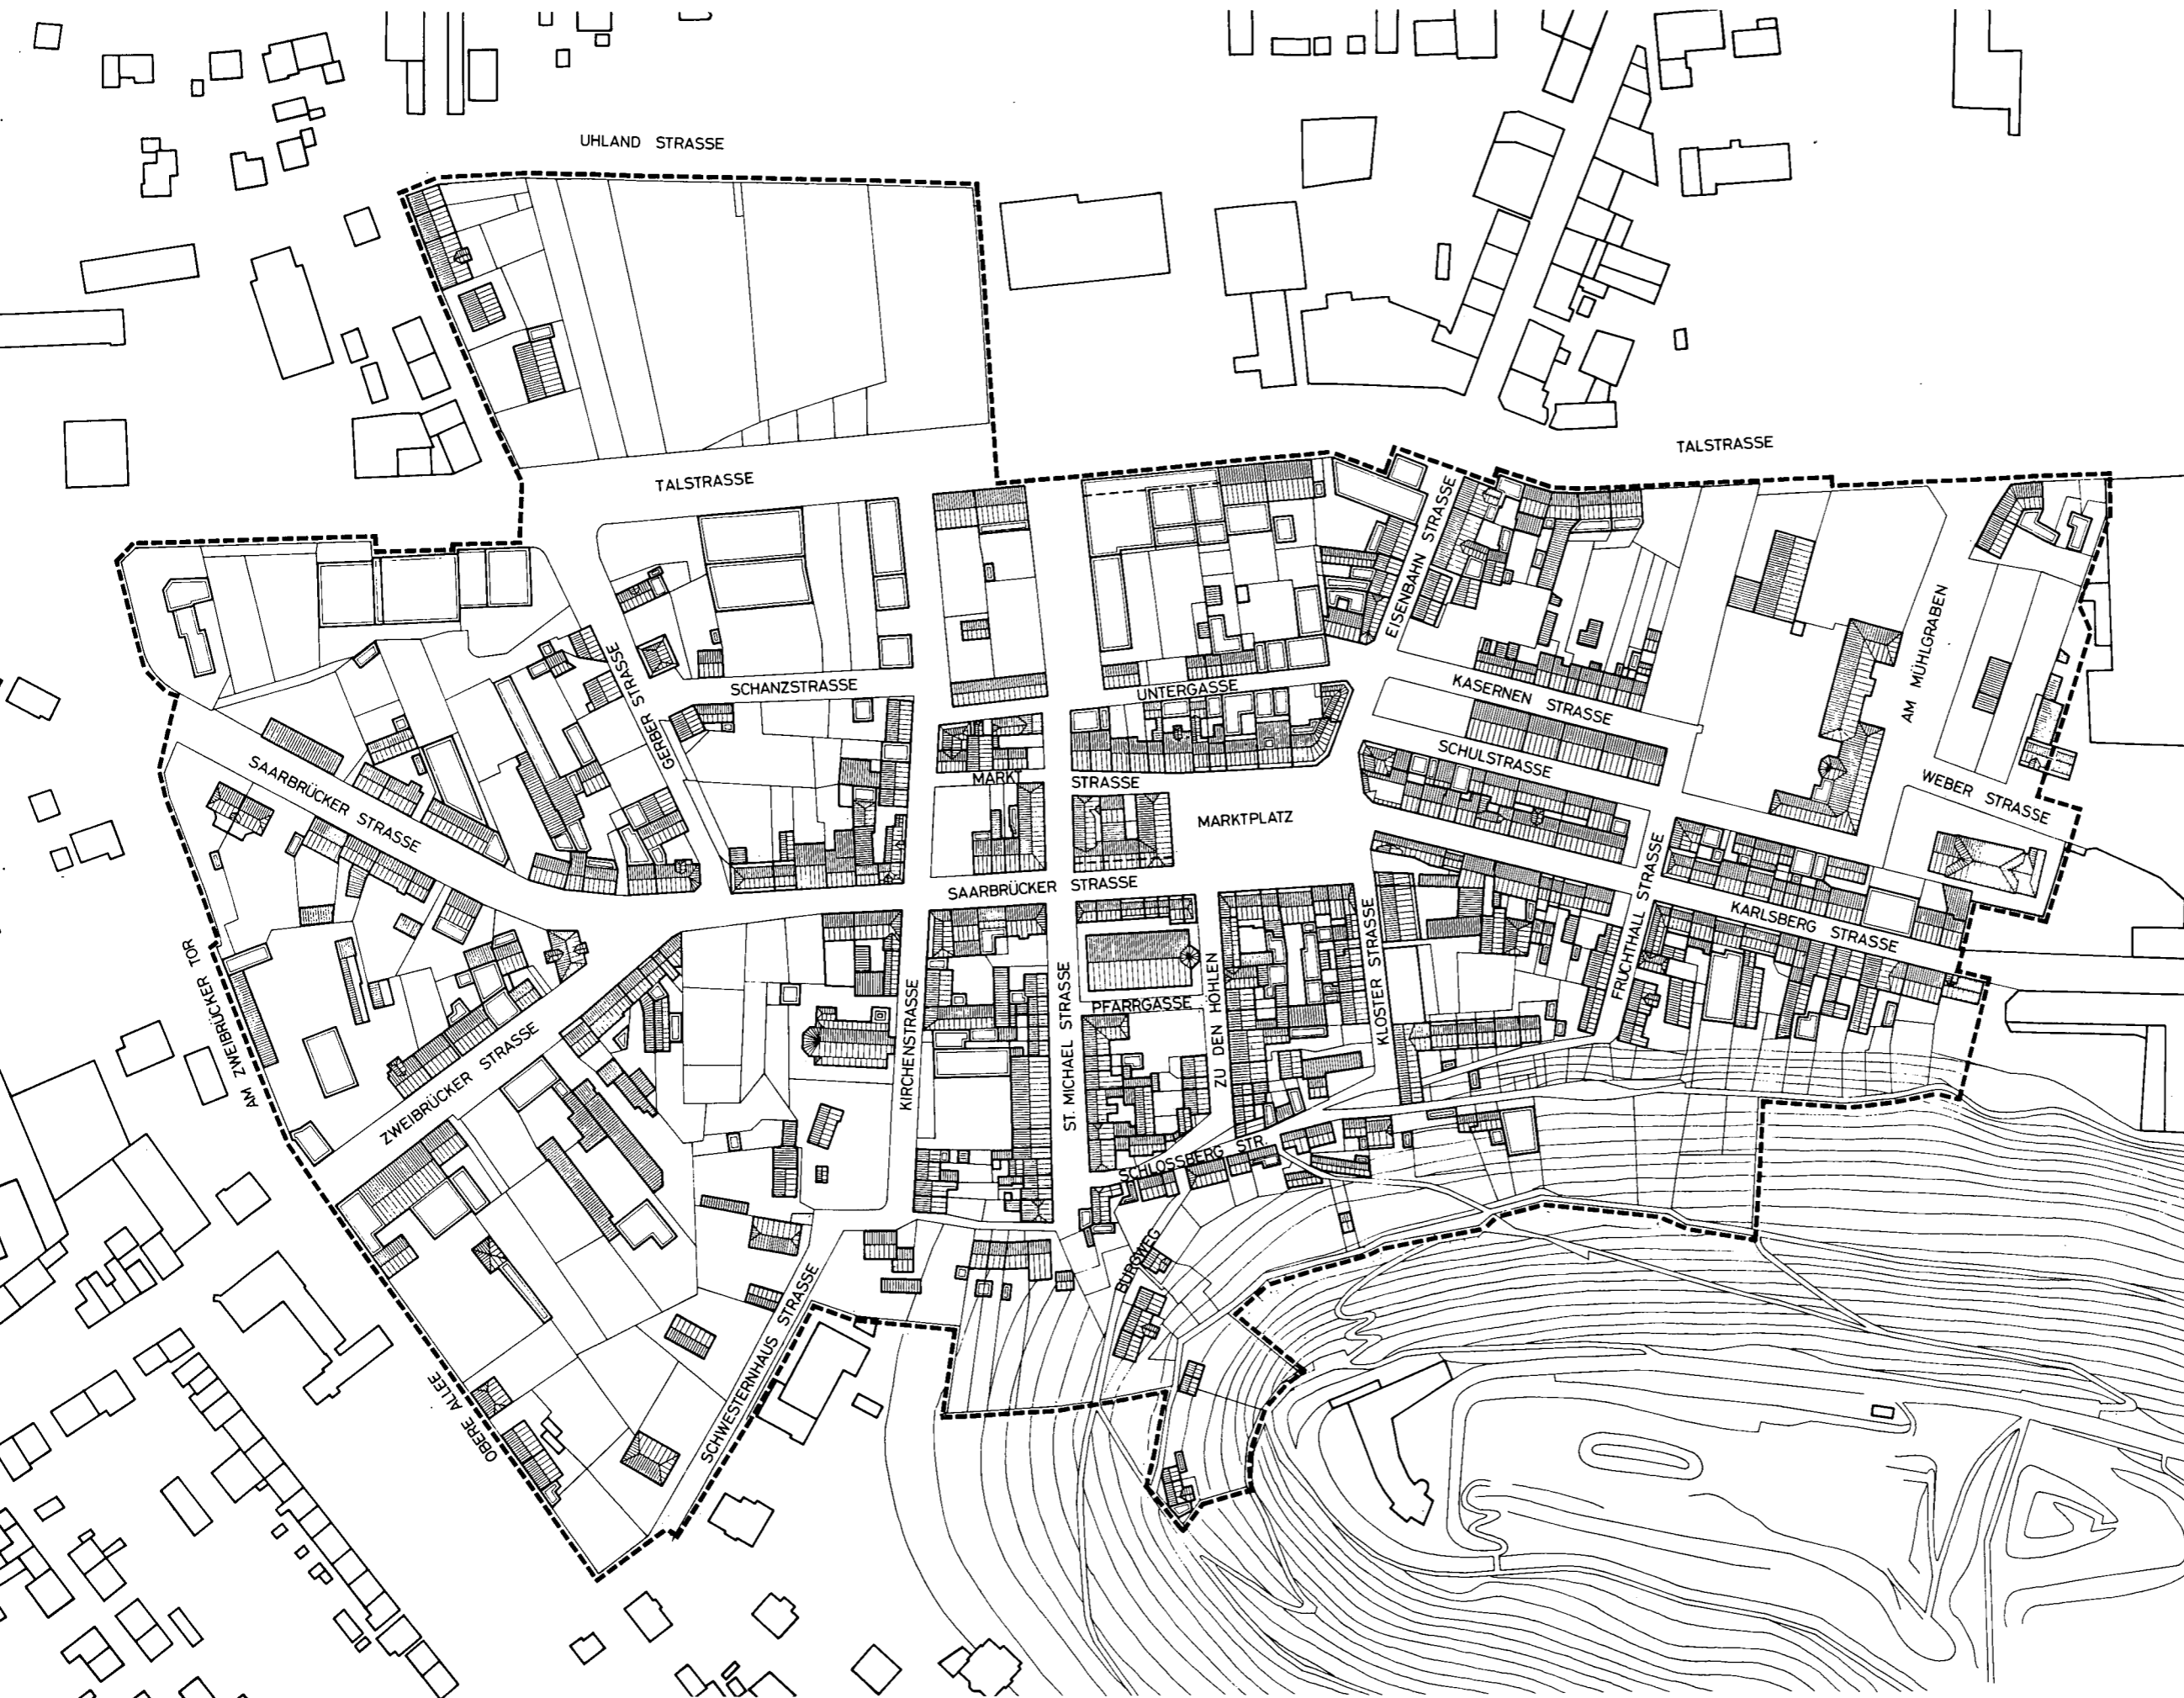 UHLAND STRASSE
TALSTRASSE
TALSTRASSE
EISENBAHN STRASSE
AM MÜHLGRABEN
GERBER STRASSE
SCHANZSTRASSE
UNTERGASSE
KASERNEN STRASSE
SCHULSTRASSE
SAARBRÜCKER STRASSE
MARKT STRASSE
MARKTPLATZ
WEBER STRASSE
SAARBRÜCKER STRASSE
FRUCHTHALL STRASSE
KARLSBERG STRASSE
AM ZWEIBRÜCKER TOR
ZWEIBRÜCKER STRASSE
KIRCHENSTRASSE
ST. MICHAEL STRASSE
PFARRGASSE
ZU DEN HÖHLEN
KLOSTER STRASSE
SCHLOSSBERG STR.
BURGWEG
SCHWESTERNHAUS STRASSE
OBERE ALLEE